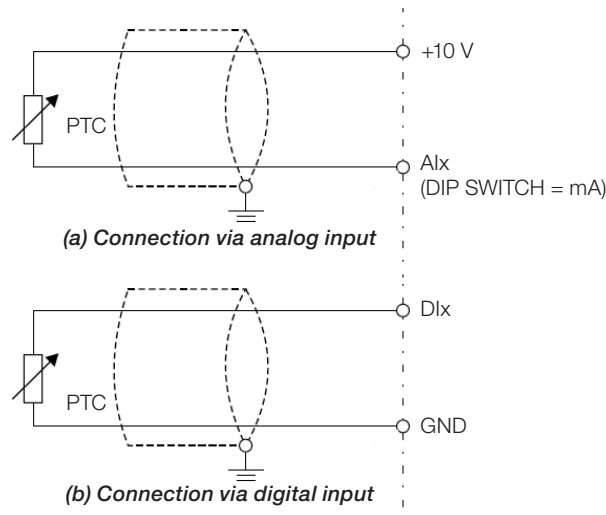 +10 V
PTC
AIx
(DIP SWITCH = mA)
(a) Connection via analog input
DIx
PTC
GND
(b) Connection via digital input